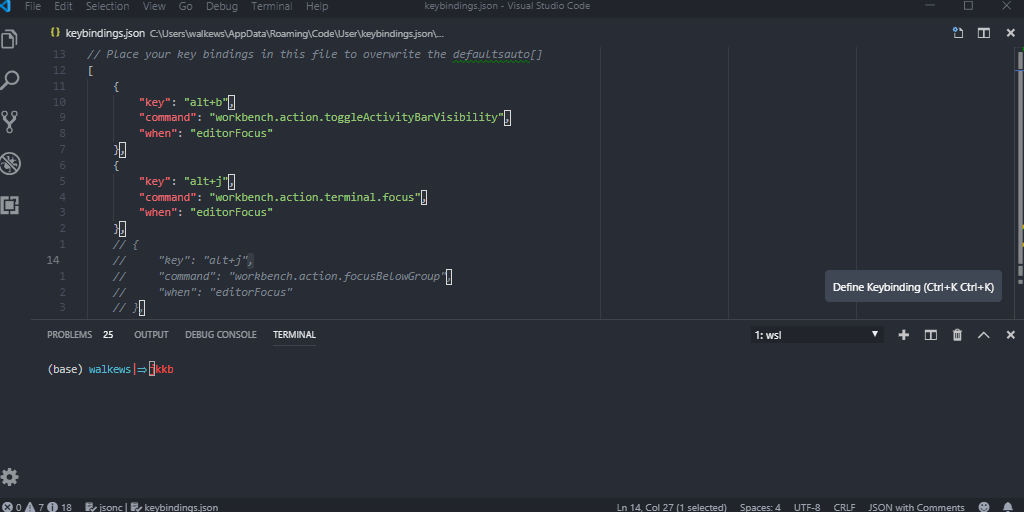 File Edit Selection View Go Debug Terminal Help keybindings.json - Visual Studio Code
{} keybindings.json C:\Users\walkews\AppData\Roaming\Code\User\keybindings.json\...
13 // Place your key bindings in this file to overwrite the defaultsauto[]
12 [
11 {
10 "key": "alt+b",
9 "command": "workbench.action.toggleActivityBarVisibility",
8 "when": "editorFocus"
7 },
6 {
5 "key": "alt+j",
4 "command": "workbench.action.terminal.focus",
3 "when": "editorFocus"
2 },
1 // {
14 // "key": "alt+j",
1 // "command": "workbench.action.focusBelowGroup",
2 // "when": "editorFocus"
3 // },
Define Keybinding (Ctrl+K Ctrl+K)
PROBLEMS 25 OUTPUT DEBUG CONSOLE TERMINAL 1: wsl
(base) walkews|⇒jkkb
0 7 18 jsonc | keybindings.json Ln 14, Col 27 (1 selected) Spaces: 4 UTF-8 CRLF JSON with Comments